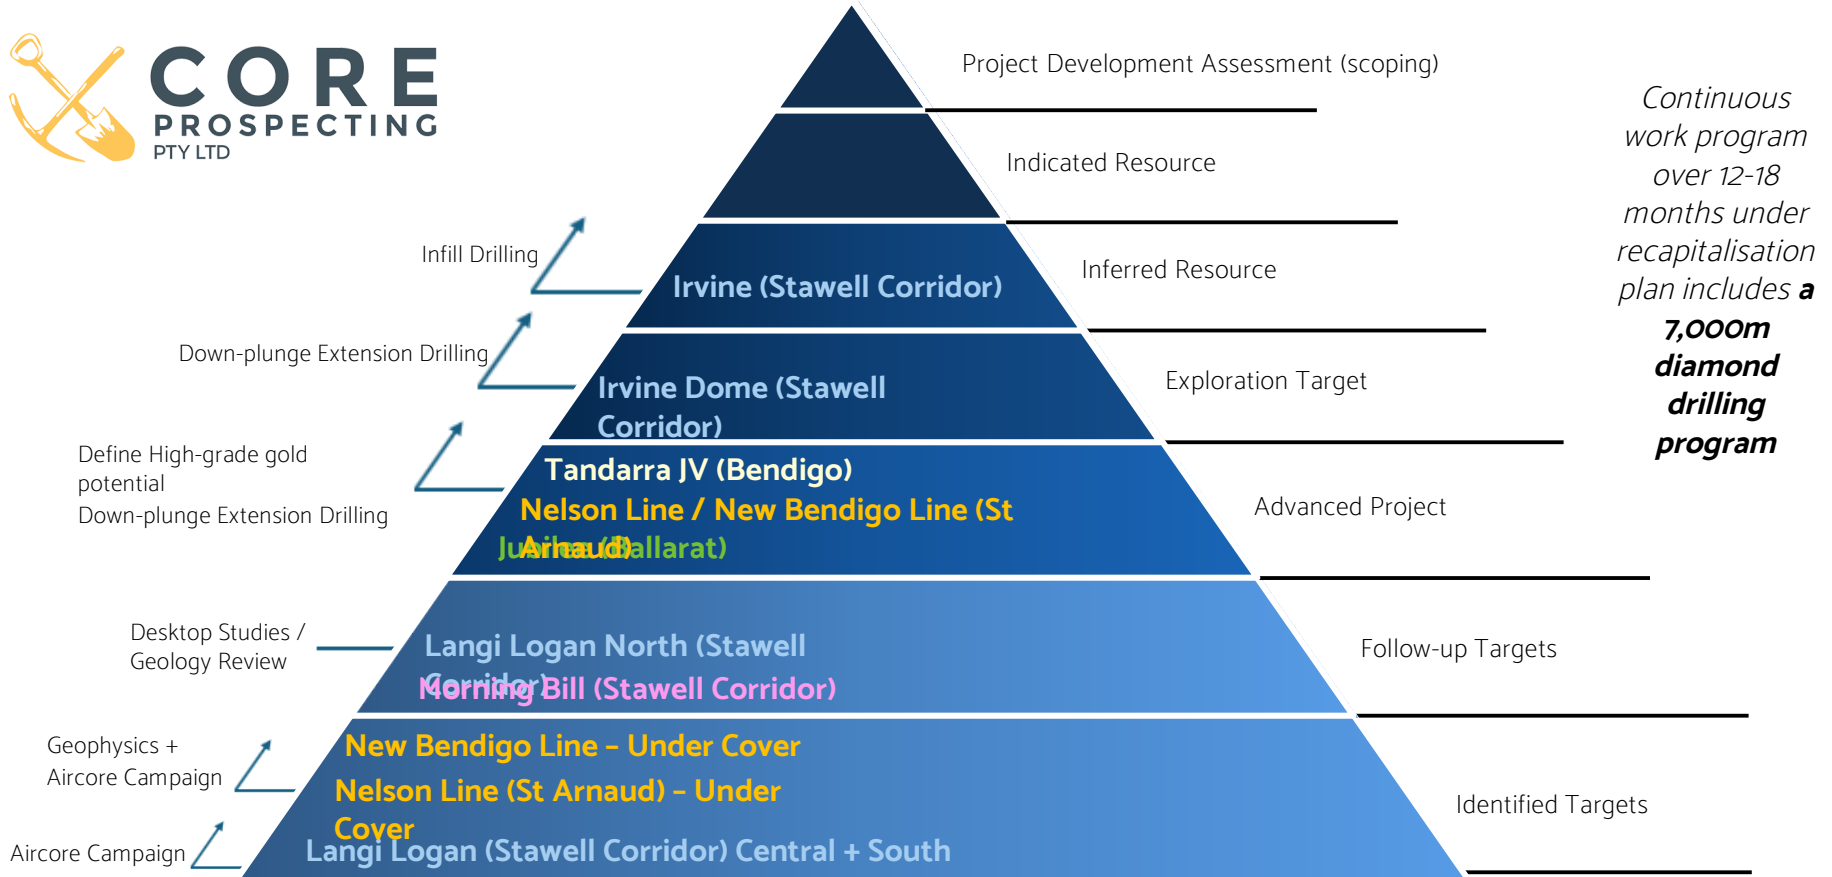 CORE
PROSPECTING
PTY LTD
Project Development Assessment (scoping)
Indicated Resource
Continuous
work program
over 12-18
months under
recapitalisation
plan includes a
7,000m
diamond
drilling
program
Infill Drilling
Irvine (Stawell Corridor)
Inferred Resource
Down-plunge Extension Drilling
Irvine Dome (Stawell
Corridor)
Exploration Target
Define High-grade gold
potential
Down-plunge Extension Drilling
Tandarra JV (Bendigo)
Nelson Line / New Bendigo Line (St
Arnaud)
Jubilee (Ballarat)
Advanced Project
Desktop Studies /
Geology Review
Langi Logan North (Stawell
Corridor)
Morning Bill (Stawell Corridor)
Follow-up Targets
Geophysics +
Aircore Campaign
New Bendigo Line – Under Cover
Nelson Line (St Arnaud) – Under
Cover
Identified Targets
Aircore Campaign
Langi Logan (Stawell Corridor) Central + South